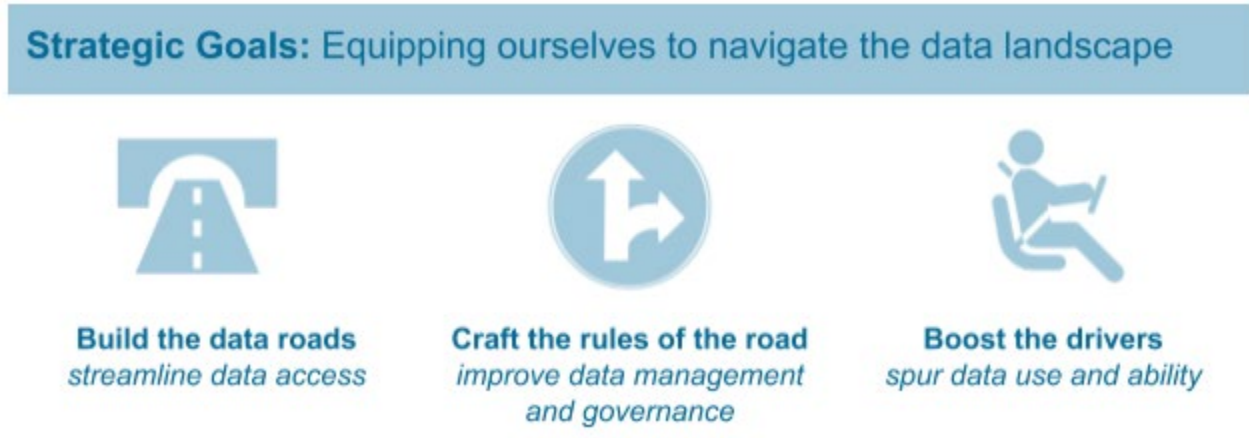 Strategic Goals: Equipping ourselves to navigate the data landscape
Build the data roads
streamline data access
Craft the rules of the road
improve data management
and governance
Boost the drivers
spur data use and ability